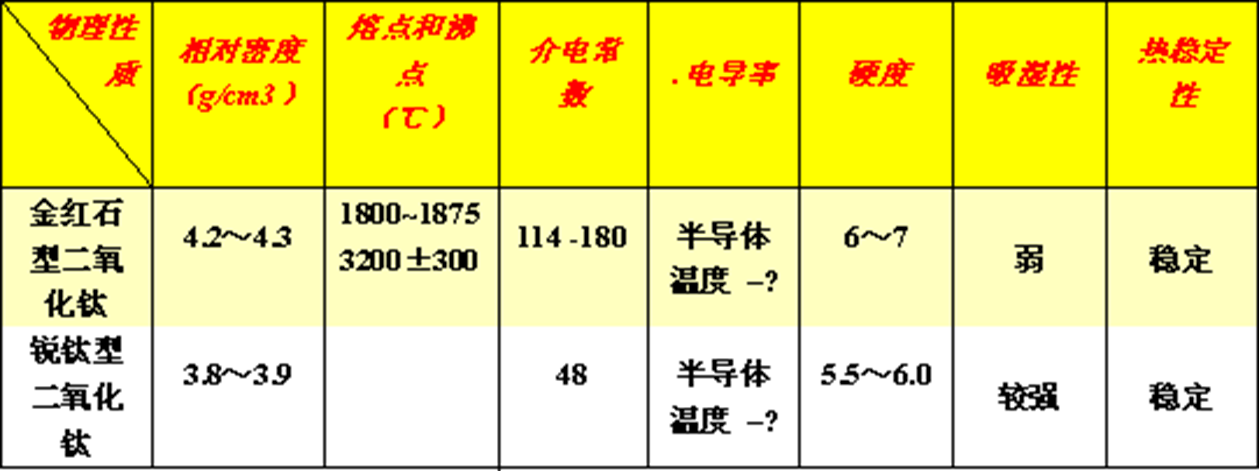 物理性
质
相对密度
（g/cm3 ）
熔点和沸
点
（℃）
介电常
数
.电导率
硬度
吸湿性
热稳定
性
金红石
型二氧
化钛
4.2～4.3
1800~1875
3200±300
114 -180
半导体
温度 -?
6～7
弱
稳定
锐钛型
二氧化
钛
3.8～3.9
48
半导体
温度 -?
5.5～6.0
较强
稳定